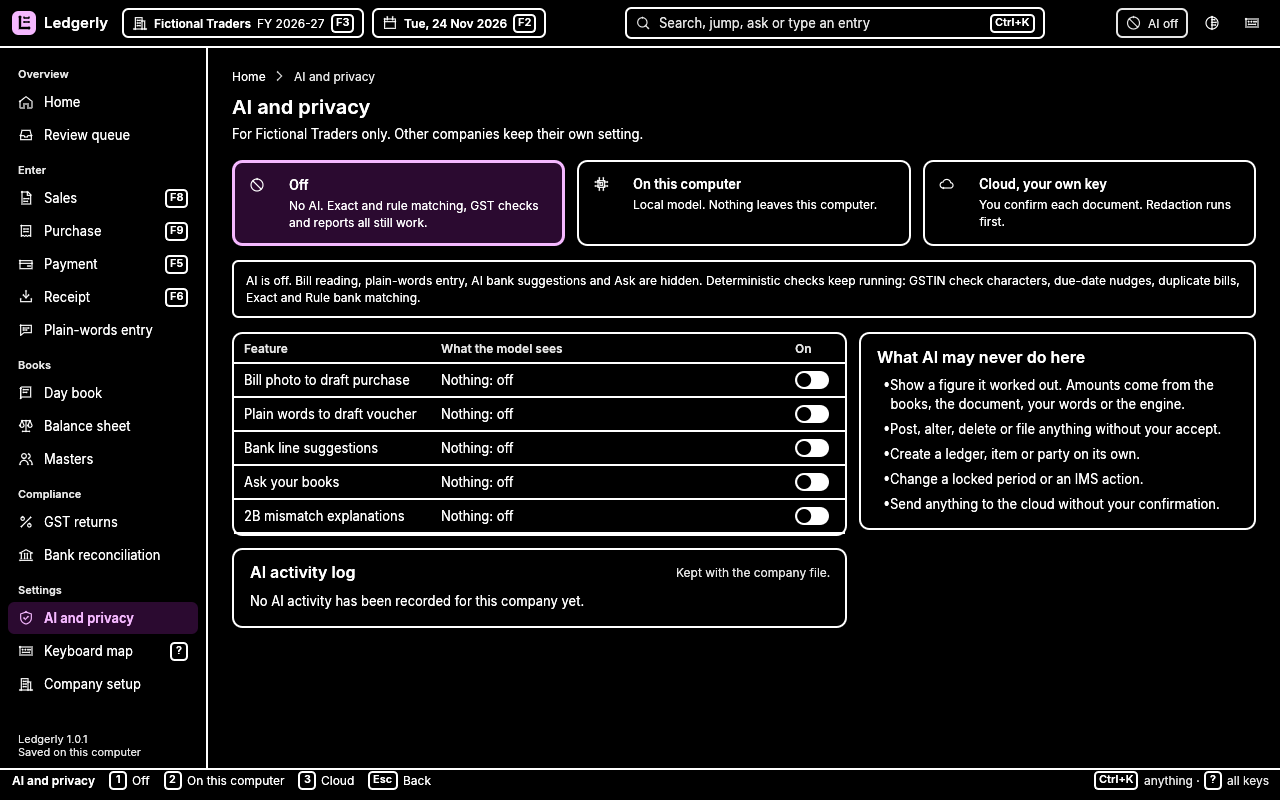 Ledgerly
Fictional Traders FY 2026-27 F3
Tue, 24 Nov 2026 F2
Search, jump, ask or type an entry Ctrl+K
AI off
Overview
Home
Review queue
Enter
Sales F8
Purchase F9
Payment F5
Receipt F6
Plain-words entry
Books
Day book
Balance sheet
Masters
Compliance
GST returns
Bank reconciliation
Settings
AI and privacy
Keyboard map ?
Company setup
Ledgerly 1.0.1
Saved on this computer
Home > AI and privacy
AI and privacy
For Fictional Traders only. Other companies keep their own setting.
Off
No AI. Exact and rule matching, GST checks
and reports all still work.
On this computer
Local model. Nothing leaves this computer.
Cloud, your own key
You confirm each document. Redaction runs
first.
AI is off. Bill reading, plain-words entry, AI bank suggestions and Ask are hidden. Deterministic checks keep running: GSTIN check characters, due-date nudges, duplicate bills,
Exact and Rule bank matching.
Feature What the model sees On
Bill photo to draft purchase Nothing: off
Plain words to draft voucher Nothing: off
Bank line suggestions Nothing: off
Ask your books Nothing: off
2B mismatch explanations Nothing: off
What AI may never do here
•Show a figure it worked out. Amounts come from the
books, the document, your words or the engine.
•Post, alter, delete or file anything without your accept.
•Create a ledger, item or party on its own.
•Change a locked period or an IMS action.
•Send anything to the cloud without your confirmation.
AI activity log Kept with the company file.
No AI activity has been recorded for this company yet.
AI and privacy 1 Off 2 On this computer 3 Cloud Esc Back
Ctrl+K anything · ? all keys